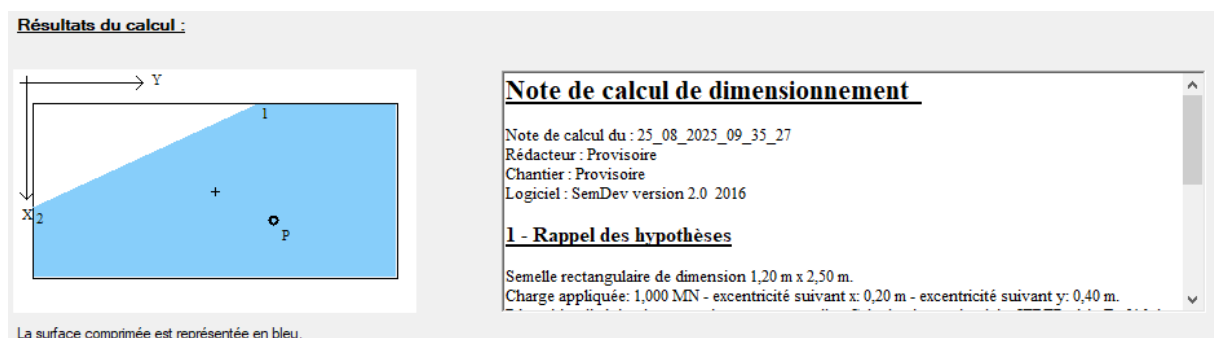 Résultats du calcul :
Y
1
X 2
P
La surface comprimée est représentée en bleu.
Note de calcul de dimensionnement
Note de calcul du : 25_08_2025_09_35_27
Rédacteur : Provisoire
Chantier : Provisoire
Logiciel : SemDev version 2.0 2016
1 - Rappel des hypothèses
Semelle rectangulaire de dimension 1,20 m x 2,50 m.
Charge appliquée: 1,000 MN - excentricité suivant x: 0,20 m - excentricité suivant y: 0,40 m.